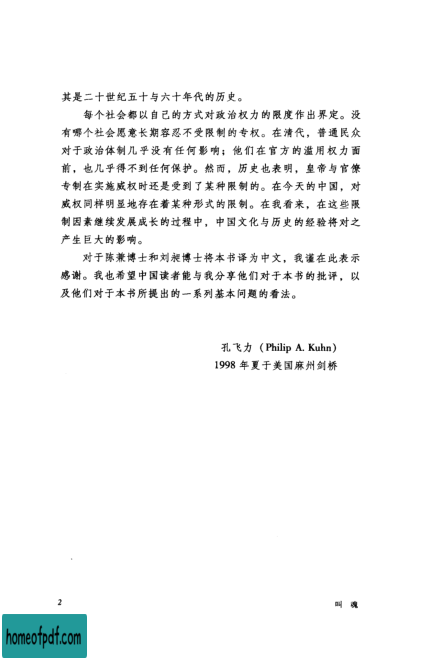 其是二十世纪五十与六十年代的历史。
每个社会都以自己的方式对政治权力的限度作出界定。没
有哪个社会愿意长期容忍不受限制的专权。在清代，普通民众
对于政治体制几乎没有任何影响；他们在官方的滥用权力面
前，也几乎得不到任何保护。然而，历史也表明，皇帝与官僚
专制在实施威权时还是受到了某种限制的。在今天的中国，对
威权同样明显地存在着某种形式的限制。在我看来，在这些限
制因素继续发展成长的过程中，中国文化与历史的经验将对之
产生巨大的影响。
对于陈兼博士和刘昶博士将本书译为中文，我谨在此表示
感谢。我也希望中国读者能与我分享他们对于本书的批评，以
及他们对于本书所提出的一系列基本问题的看法。
孔飞力（Philip A. Kuhn）
1998 年夏于美国麻州剑桥
2
叫 魂
homeofpdf.com